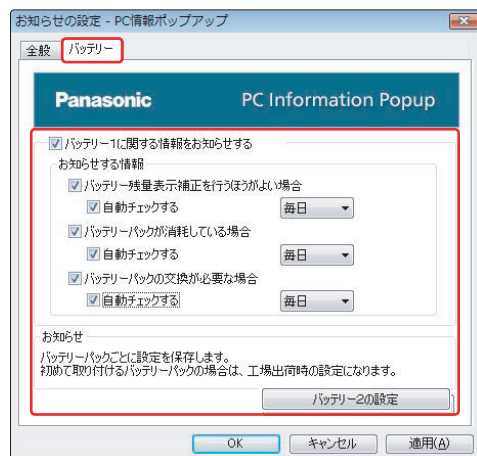 お知らせの設定 - PC情報ポップアップ
全般 バッテリー
Panasonic PC Information Popup
バッテリー1に関する情報をお知らせする
お知らせする情報
バッテリー残量表示補正を行うほうがよい場合
自動チェックする 毎日
バッテリーパックが消耗している場合
自動チェックする 毎日
バッテリーパックの交換が必要な場合
自動チェックする 毎日
お知らせ
バッテリーパックごとに設定を保存します。
初めて取り付けるバッテリーパックの場合は、工場出荷時の設定になります。
バッテリー2の設定
OK キャンセル 適用(A)